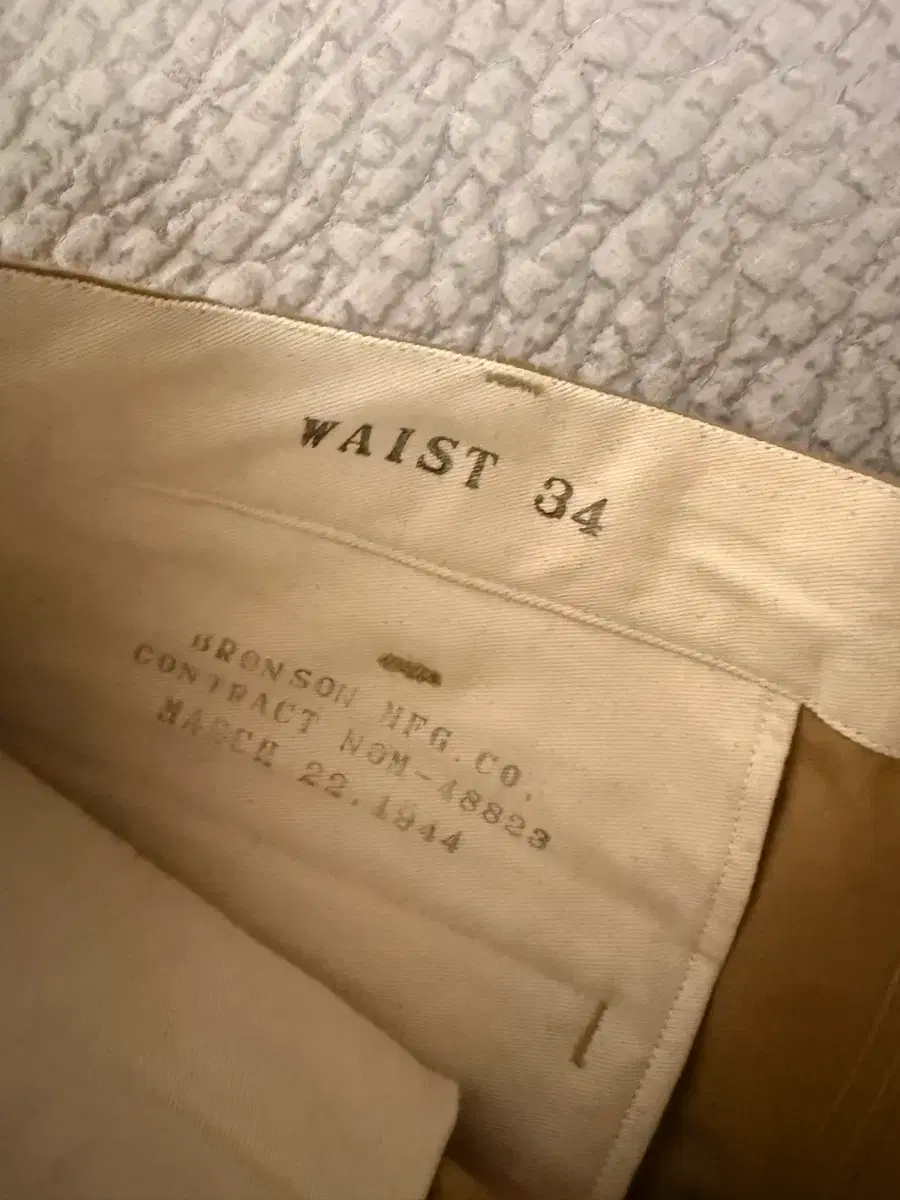 WAIST 34
BRONSON MFG.CO.
CONTRACT NOM-48823
MARCH 22.1944